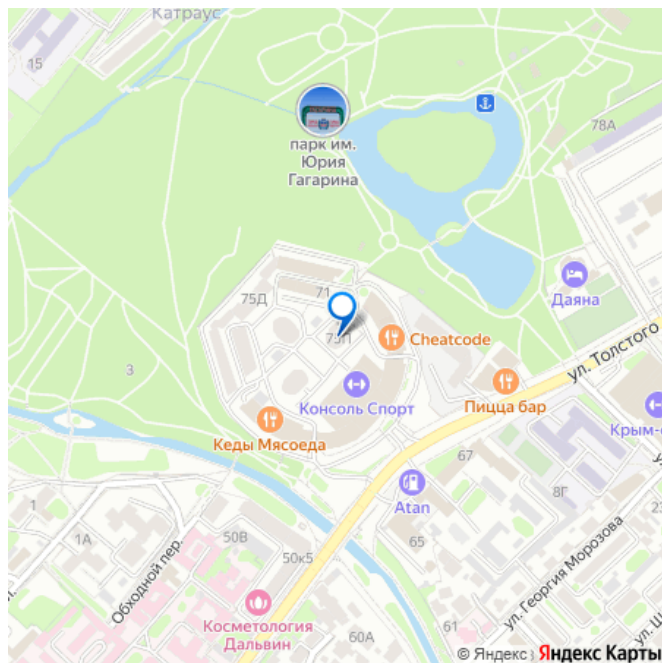 Катраус
15
78А
парк им.
Юрия
Гагарина
75Д
71
Даяна
75П
Cheatcode
ул. Толстого
3
Консоль Спорт
Пицца бар
Кеды Мясоеда
Крым-
67
8Г
Atan
1
1А
50В
65
Обходной пер.
50к5
ул. Георгия Морозова
Косметология
Дальвин
60А
61
ул. Ш
© Яндекс Яндекс Карты